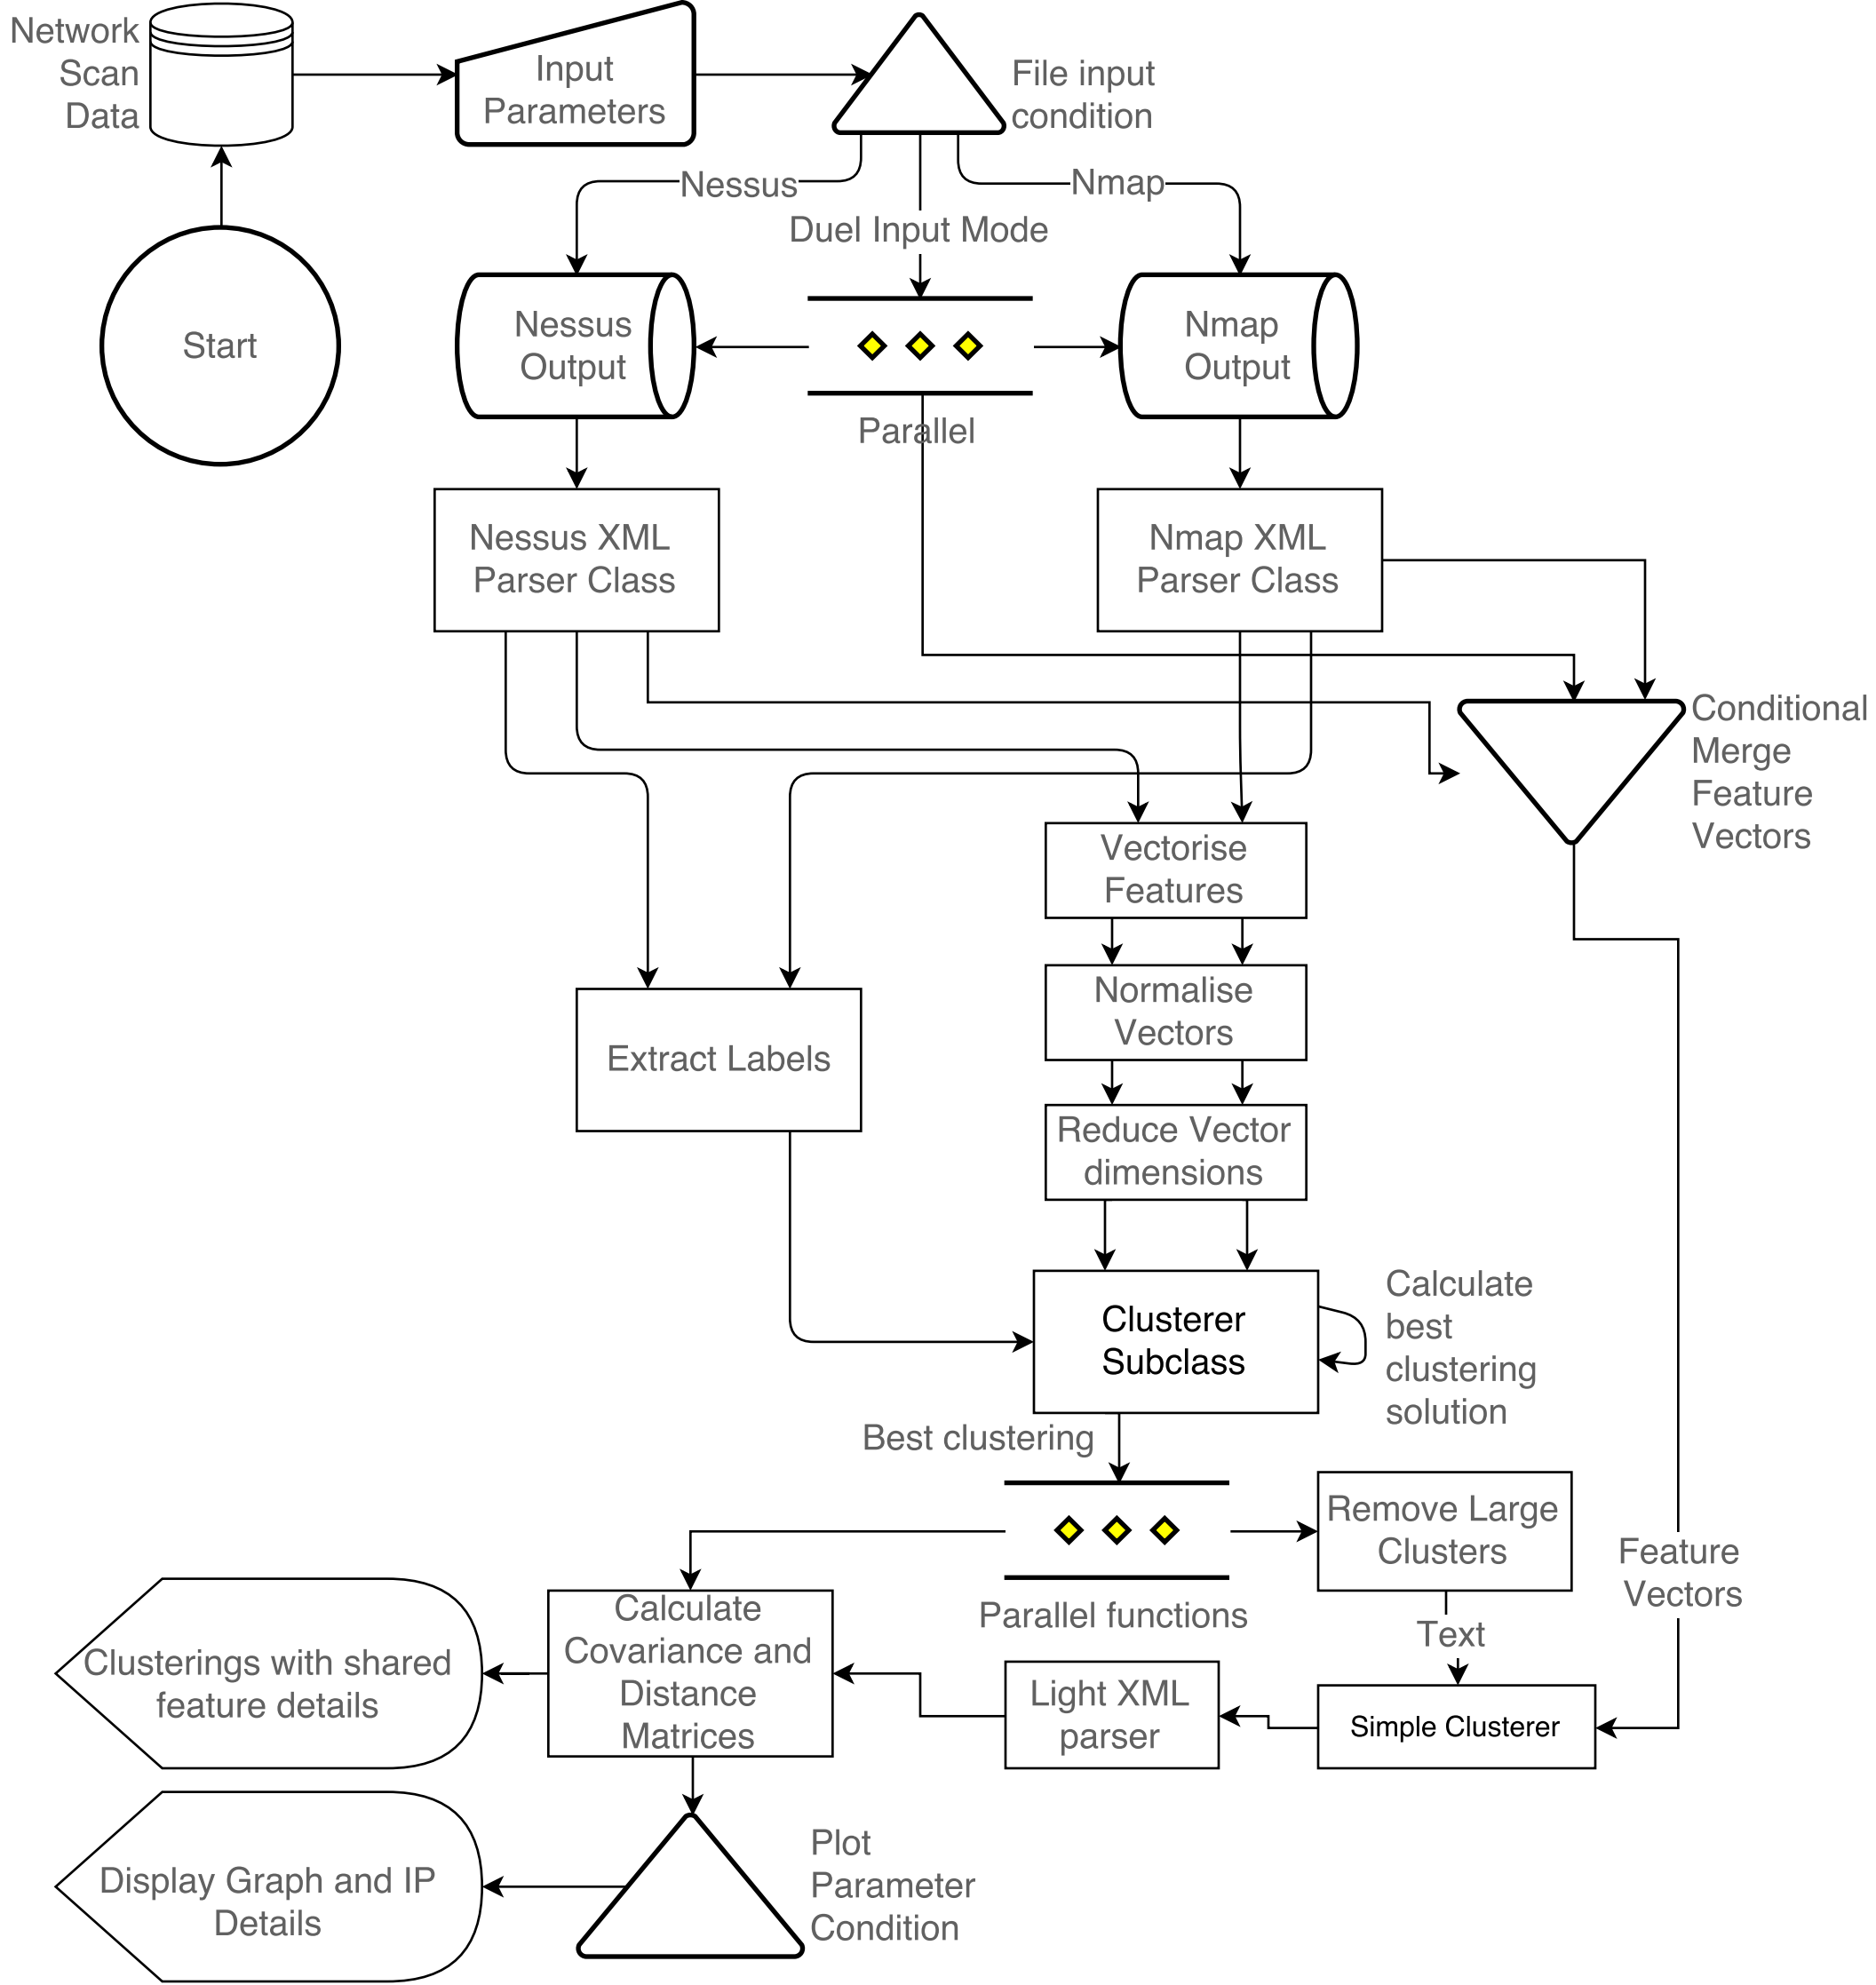 Network
Scan
Data
Input
Parameters
File input
condition
Nessus
Nmap
Duel Input Mode
Start
Nessus
Output
Nmap
Output
Parallel
Nessus XML
Parser Class
Nmap XML
Parser Class
Conditional
Merge
Feature
Vectors
Vectorise
Features
Normalise
Vectors
Extract Labels
Reduce Vector
dimensions
Clusterer
Subclass
Calculate
best
clustering
solution
Best clustering
Remove Large
Clusters
Feature
Vectors
Parallel functions
Text
Calculate
Covariance and
Distance
Matrices
Clusterings with shared
feature details
Light XML
parser
Simple Clusterer
Plot
Parameter
Condition
Display Graph and IP
Details